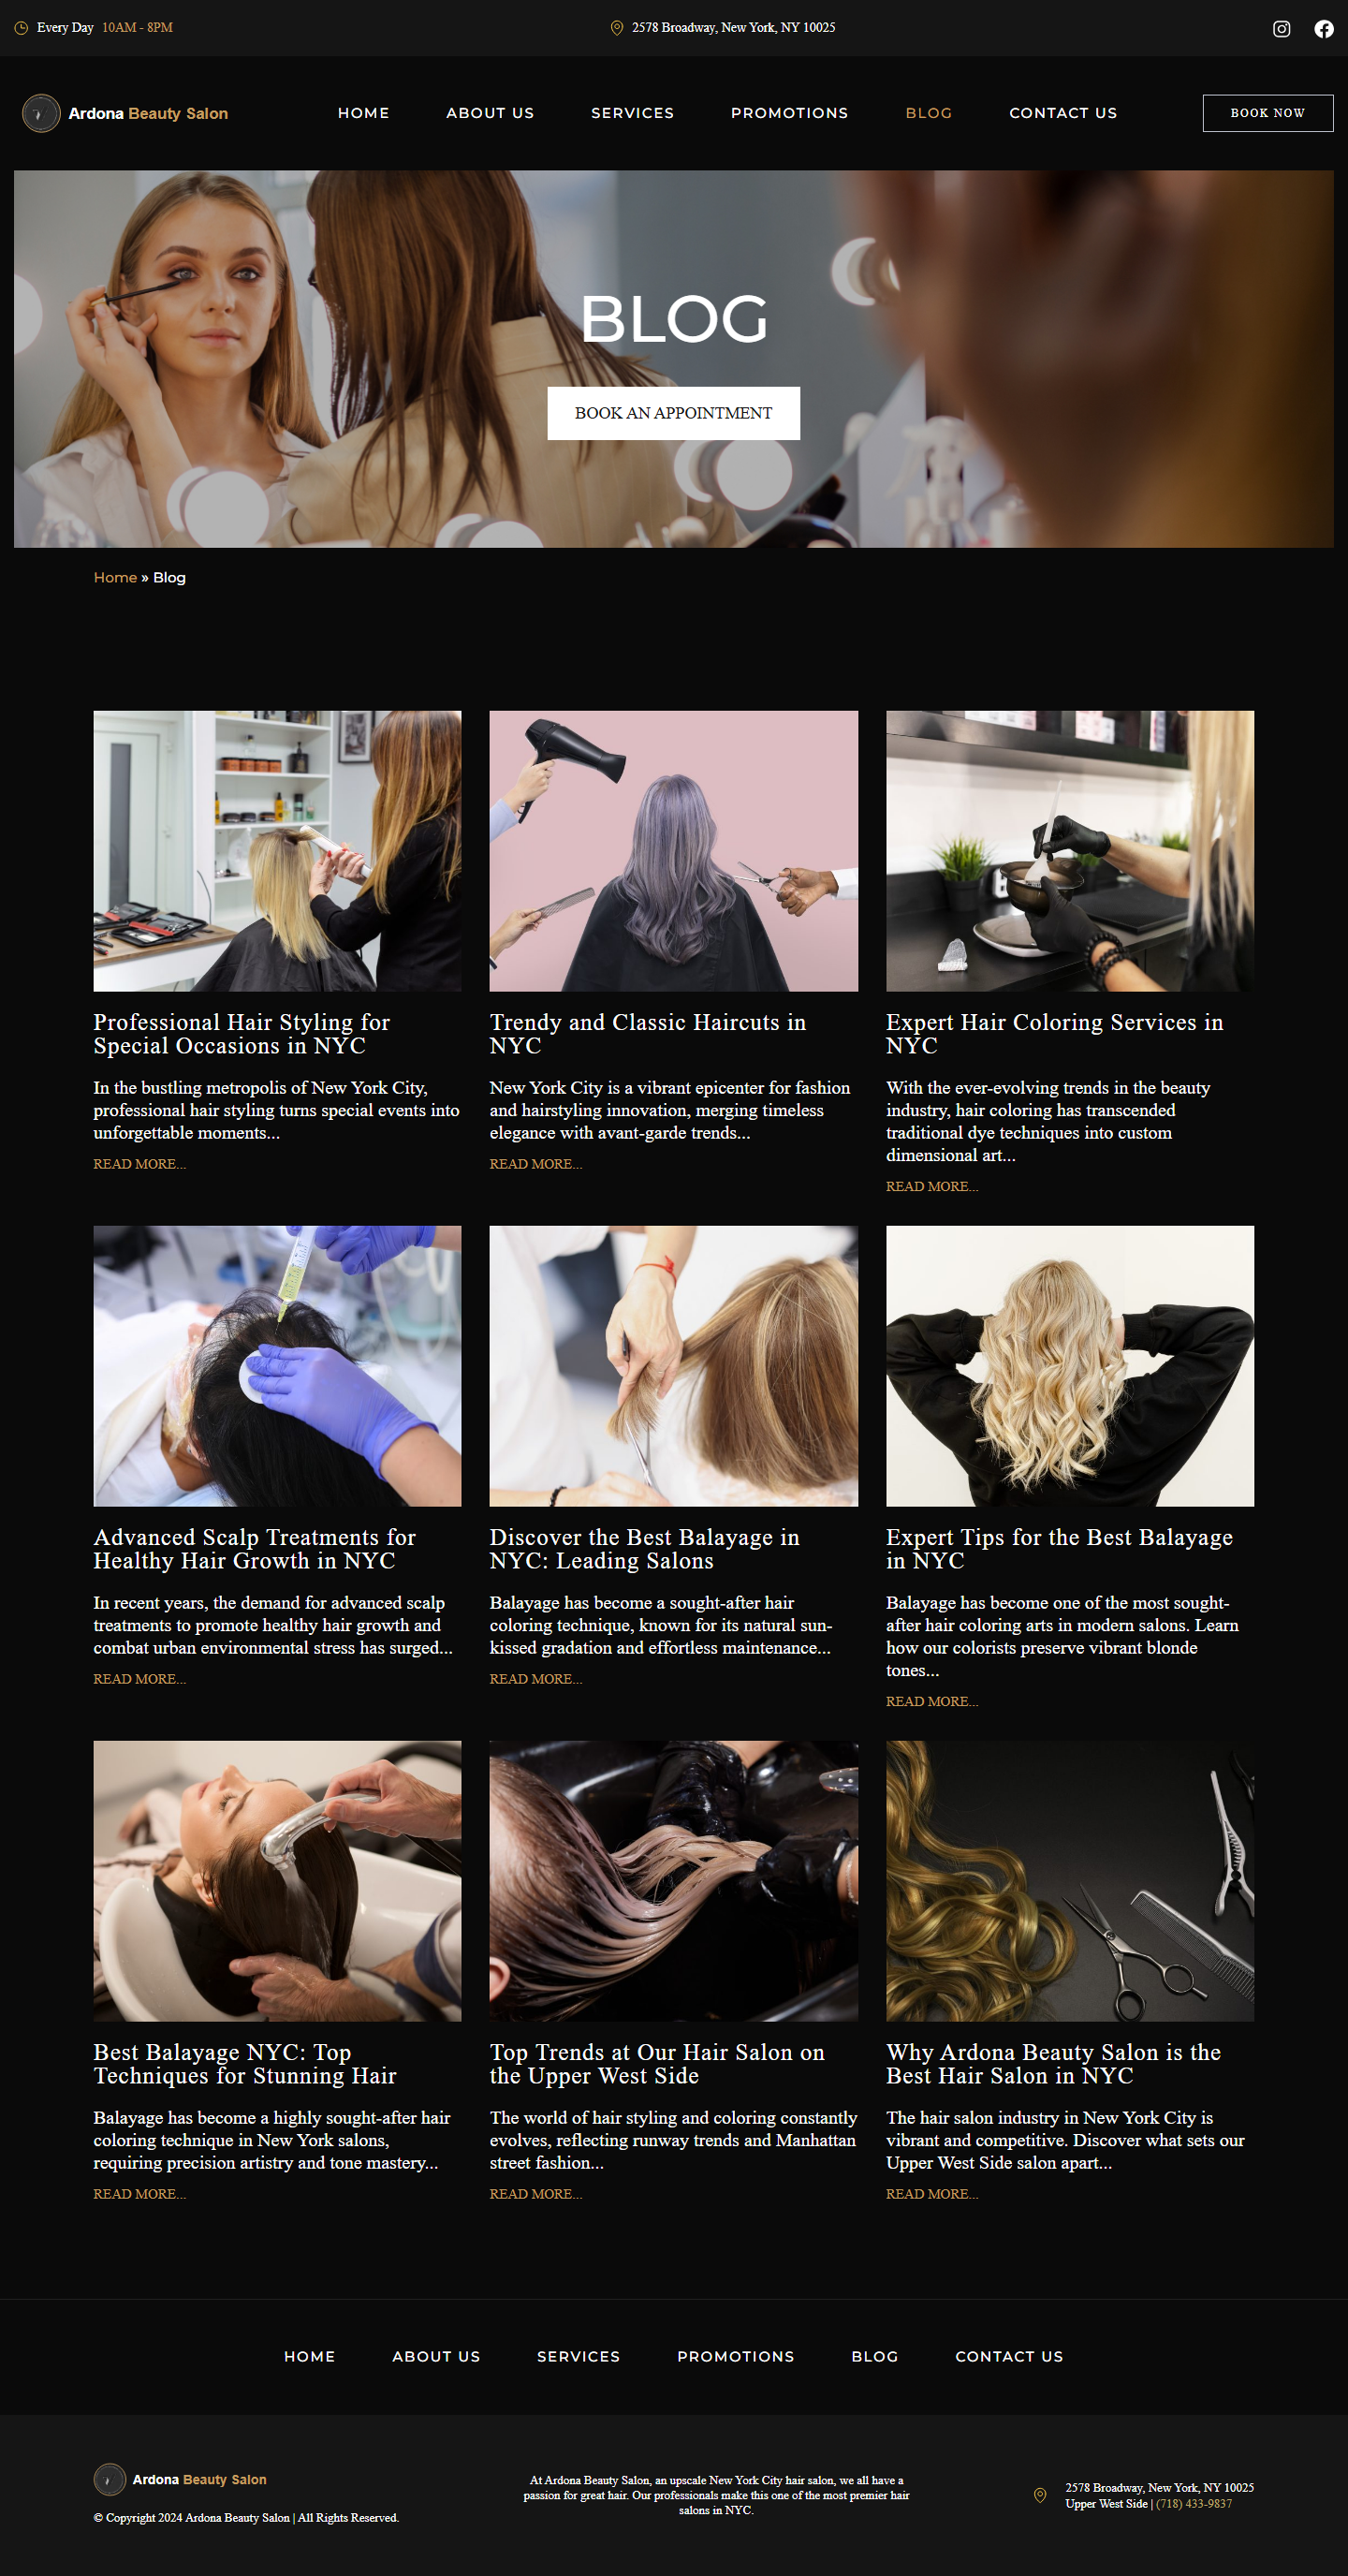 Every Day 10AM - 8PM
2578 Broadway, New York, NY 10025
Ardona Beauty Salon
HOME
ABOUT US
SERVICES
PROMOTIONS
BLOG
CONTACT US
BOOK NOW
BLOG
BOOK AN APPOINTMENT
Home » Blog
Professional Hair Styling for
Special Occasions in NYC
In the bustling metropolis of New York City,
professional hair styling turns special events into
unforgettable moments...
READ MORE...
Trendy and Classic Haircuts in
NYC
New York City is a vibrant epicenter for fashion
and hairstyling innovation, merging timeless
elegance with avant-garde trends...
READ MORE...
Expert Hair Coloring Services in
NYC
With the ever-evolving trends in the beauty
industry, hair coloring has transcended
traditional dye techniques into custom
dimensional art...
READ MORE...
Advanced Scalp Treatments for
Healthy Hair Growth in NYC
In recent years, the demand for advanced scalp
treatments to promote healthy hair growth and
combat urban environmental stress has surged...
READ MORE...
Discover the Best Balayage in
NYC: Leading Salons
Balayage has become a sought-after hair
coloring technique, known for its natural sun-
kissed gradation and effortless maintenance...
READ MORE...
Expert Tips for the Best Balayage
in NYC
Balayage has become one of the most sought-
after hair coloring arts in modern salons. Learn
how our colorists preserve vibrant blonde
tones...
READ MORE...
Best Balayage NYC: Top
Techniques for Stunning Hair
Balayage has become a highly sought-after hair
coloring technique in New York salons,
requiring precision artistry and tone mastery...
READ MORE...
Top Trends at Our Hair Salon on
the Upper West Side
The world of hair styling and coloring constantly
evolves, reflecting runway trends and Manhattan
street fashion...
READ MORE...
Why Ardona Beauty Salon is the
Best Hair Salon in NYC
The hair salon industry in New York City is
vibrant and competitive. Discover what sets our
Upper West Side salon apart...
READ MORE...
HOME
ABOUT US
SERVICES
PROMOTIONS
BLOG
CONTACT US
Ardona Beauty Salon
© Copyright 2024 Ardona Beauty Salon | All Rights Reserved.
At Ardona Beauty Salon, an upscale New York City hair salon, we all have a
passion for great hair. Our professionals make this one of the most premier hair
salons in NYC.
2578 Broadway, New York, NY 10025
Upper West Side | (718) 433-9837